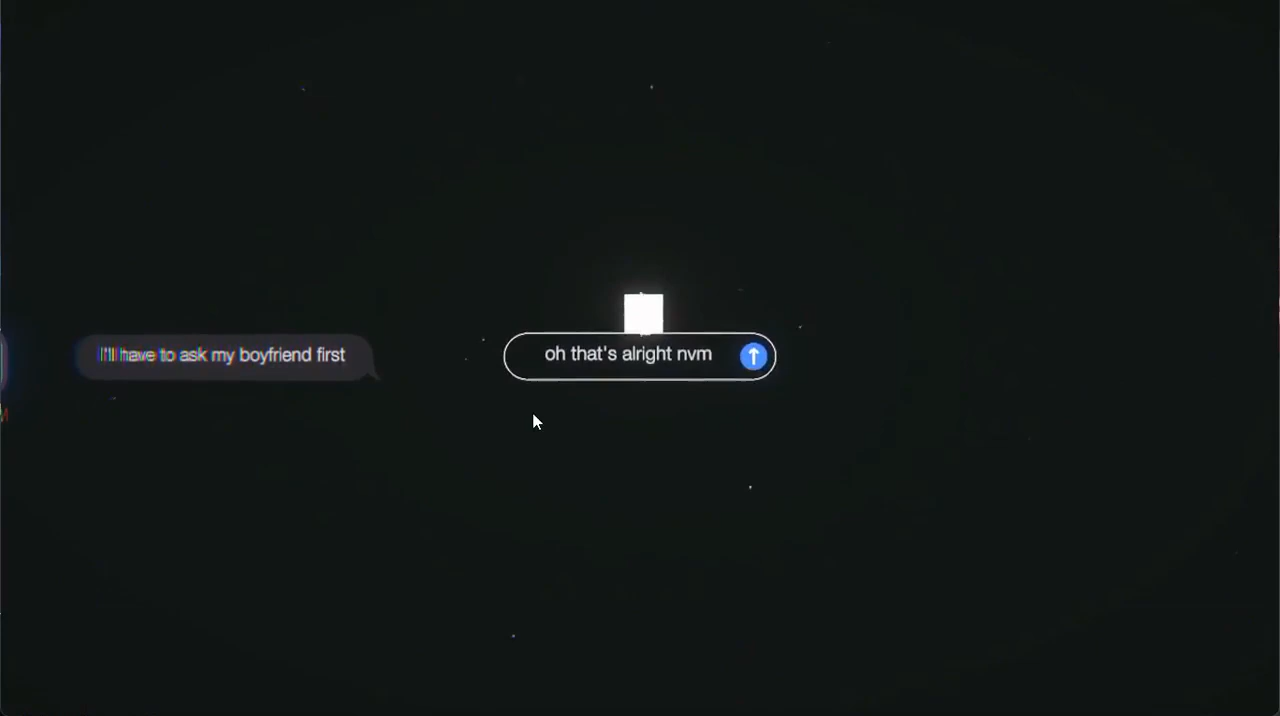 I'll have to ask my boyfriend first
oh that's alright nvm